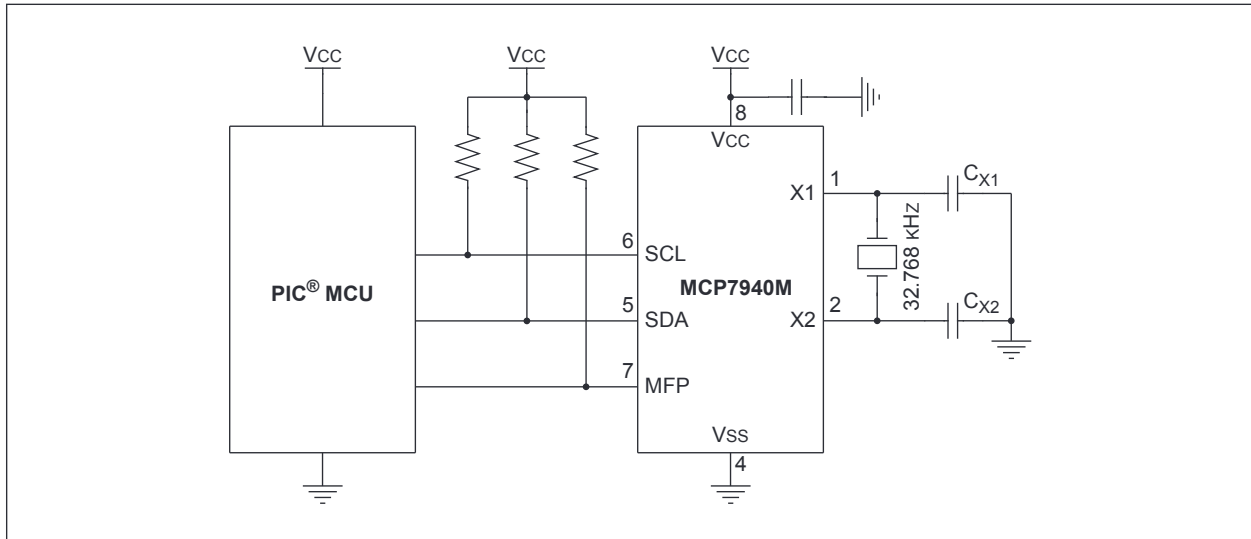 VCC
VCC
VCC
8
VCC
1
X1
CX1
6
SCL
32.768 KHZ
PIC® MCU
MCP7940M
5
SDA
2
X2
CX2
7
MFP
VSS
4